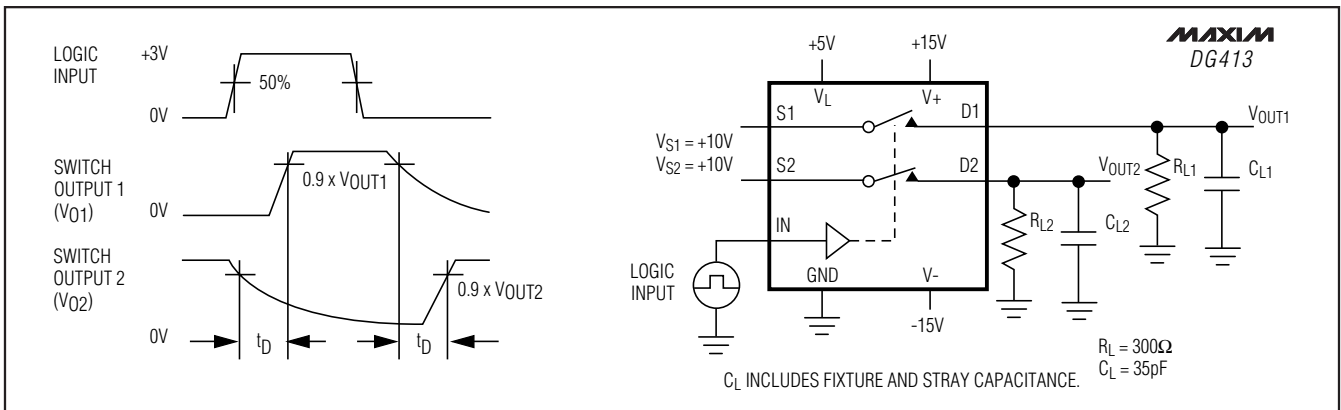 LOGIC
INPUT
+3V
50%
0V
SWITCH
OUTPUT 1
(VO1)
0.9 x VOUT1
0V
SWITCH
OUTPUT 2
(VO2)
0.9 x VOUT2
0V
tD
tD
MAXIM
DG413
+5V
+15V
VL
V+
S1
D1
VOUT1
VS1 = +10V
VS2 = +10V
S2
D2
VOUT2
RL1
CL1
RL2
CL2
IN
LOGIC
INPUT
GND
V-
-15V
RL = 300Ω
CL = 35pF
CL INCLUDES FIXTURE AND STRAY CAPACITANCE.